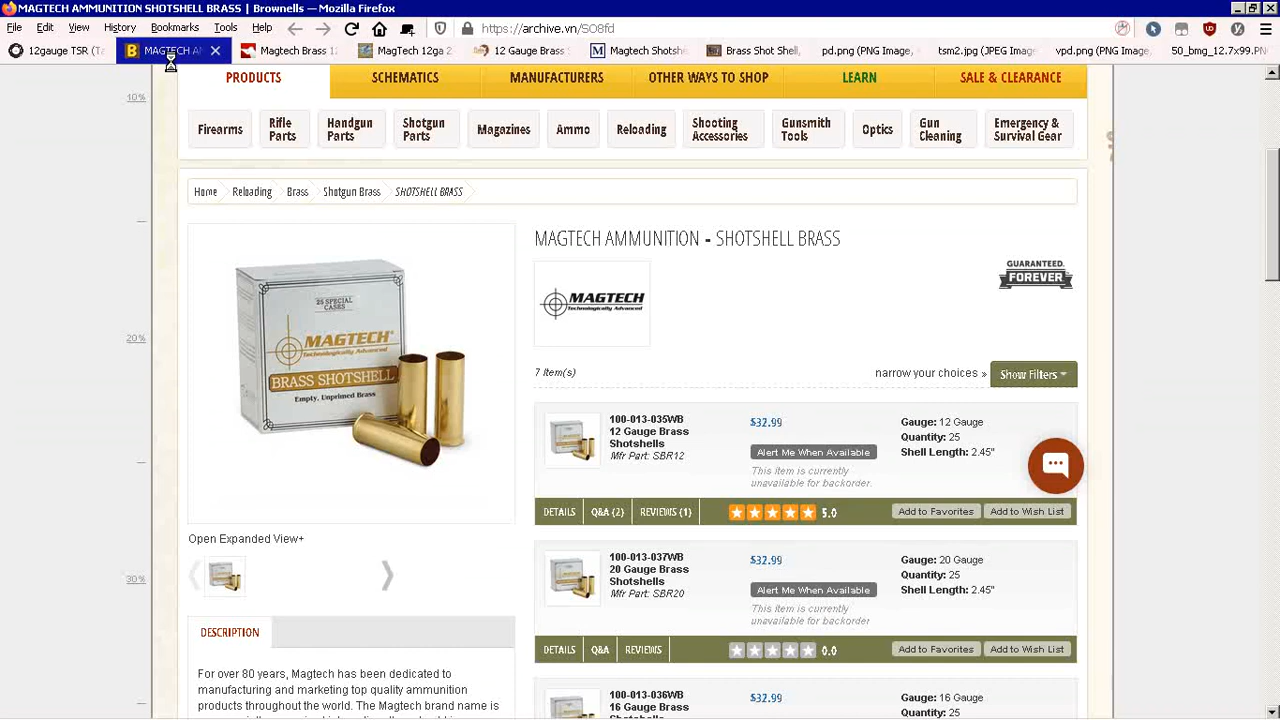 MAGTECH AMMUNITION SHOTSHELL BRASS | Brownells — Mozilla Firefox
File Edit View History Bookmarks Tools Help
https://archive.vn/SO8fd
12gauge TSR (Ta
MAGTECH AM
Magtech Brass 12
MagTech 12ga 2
12 Gauge Bras
Magtech Shots
Brass Shot Shell,
pd.png (PNG Image,
bm2.jpg (JPEG Imag
vpd.png (PNG Image,
50_bmg_12.7x99.PN
PRODUCTS
SCHEMATICS
MANUFACTURERS
OTHER WAYS TO SHOP
LEARN
SALE & CLEARANCE
10%
20%
30%
Firearms
Rifle
Parts
Handgun
Parts
Shotgun
Parts
Magazines
Ammo
Reloading
Shooting
Accessories
Gunsmith
Tools
Optics
Gun
Cleaning
Emergency &
Survival Gear
Home
Reloading
Brass
Shotgun Brass
SHOTSHELL BRASS
25 SPECIAL
CASES
MAGTECH
Technologically Advanced
BRASS SHOTSHELL
Empty, Unprimed Brass
Open Expanded View+
DESCRIPTION
For over 80 years, Magtech has been dedicated to
manufacturing and marketing top quality ammunition
products throughout the world. The Magtech brand name is
MAGTECH AMMUNITION - SHOTSHELL BRASS
MAGTECH
Technologically Advanced
GUARANTEED.
FOREVER
7 Item(s)
narrow your choices »
Show Filters
100-013-035WB
12 Gauge Brass
Shotshells
Mfr Part: SBR12
$32.99
Alert Me When Available
This item is currently
unavailable for backorder.
Gauge: 12 Gauge
Quantity: 25
Shell Length: 2.45"
DETAILS
Q&A (2)
REVIEWS (1)
5.0
Add to Favorites
Add to Wish List
100-013-037WB
20 Gauge Brass
Shotshells
Mfr Part: SBR20
$32.99
Alert Me When Available
This item is currently
unavailable for backorder.
Gauge: 20 Gauge
Quantity: 25
Shell Length: 2.45"
DETAILS
Q&A
REVIEWS
0.0
Add to Favorites
Add to Wish List
100-013-036WB
16 Gauge Brass
$32.99
Gauge: 16 Gauge
Quantity: 25